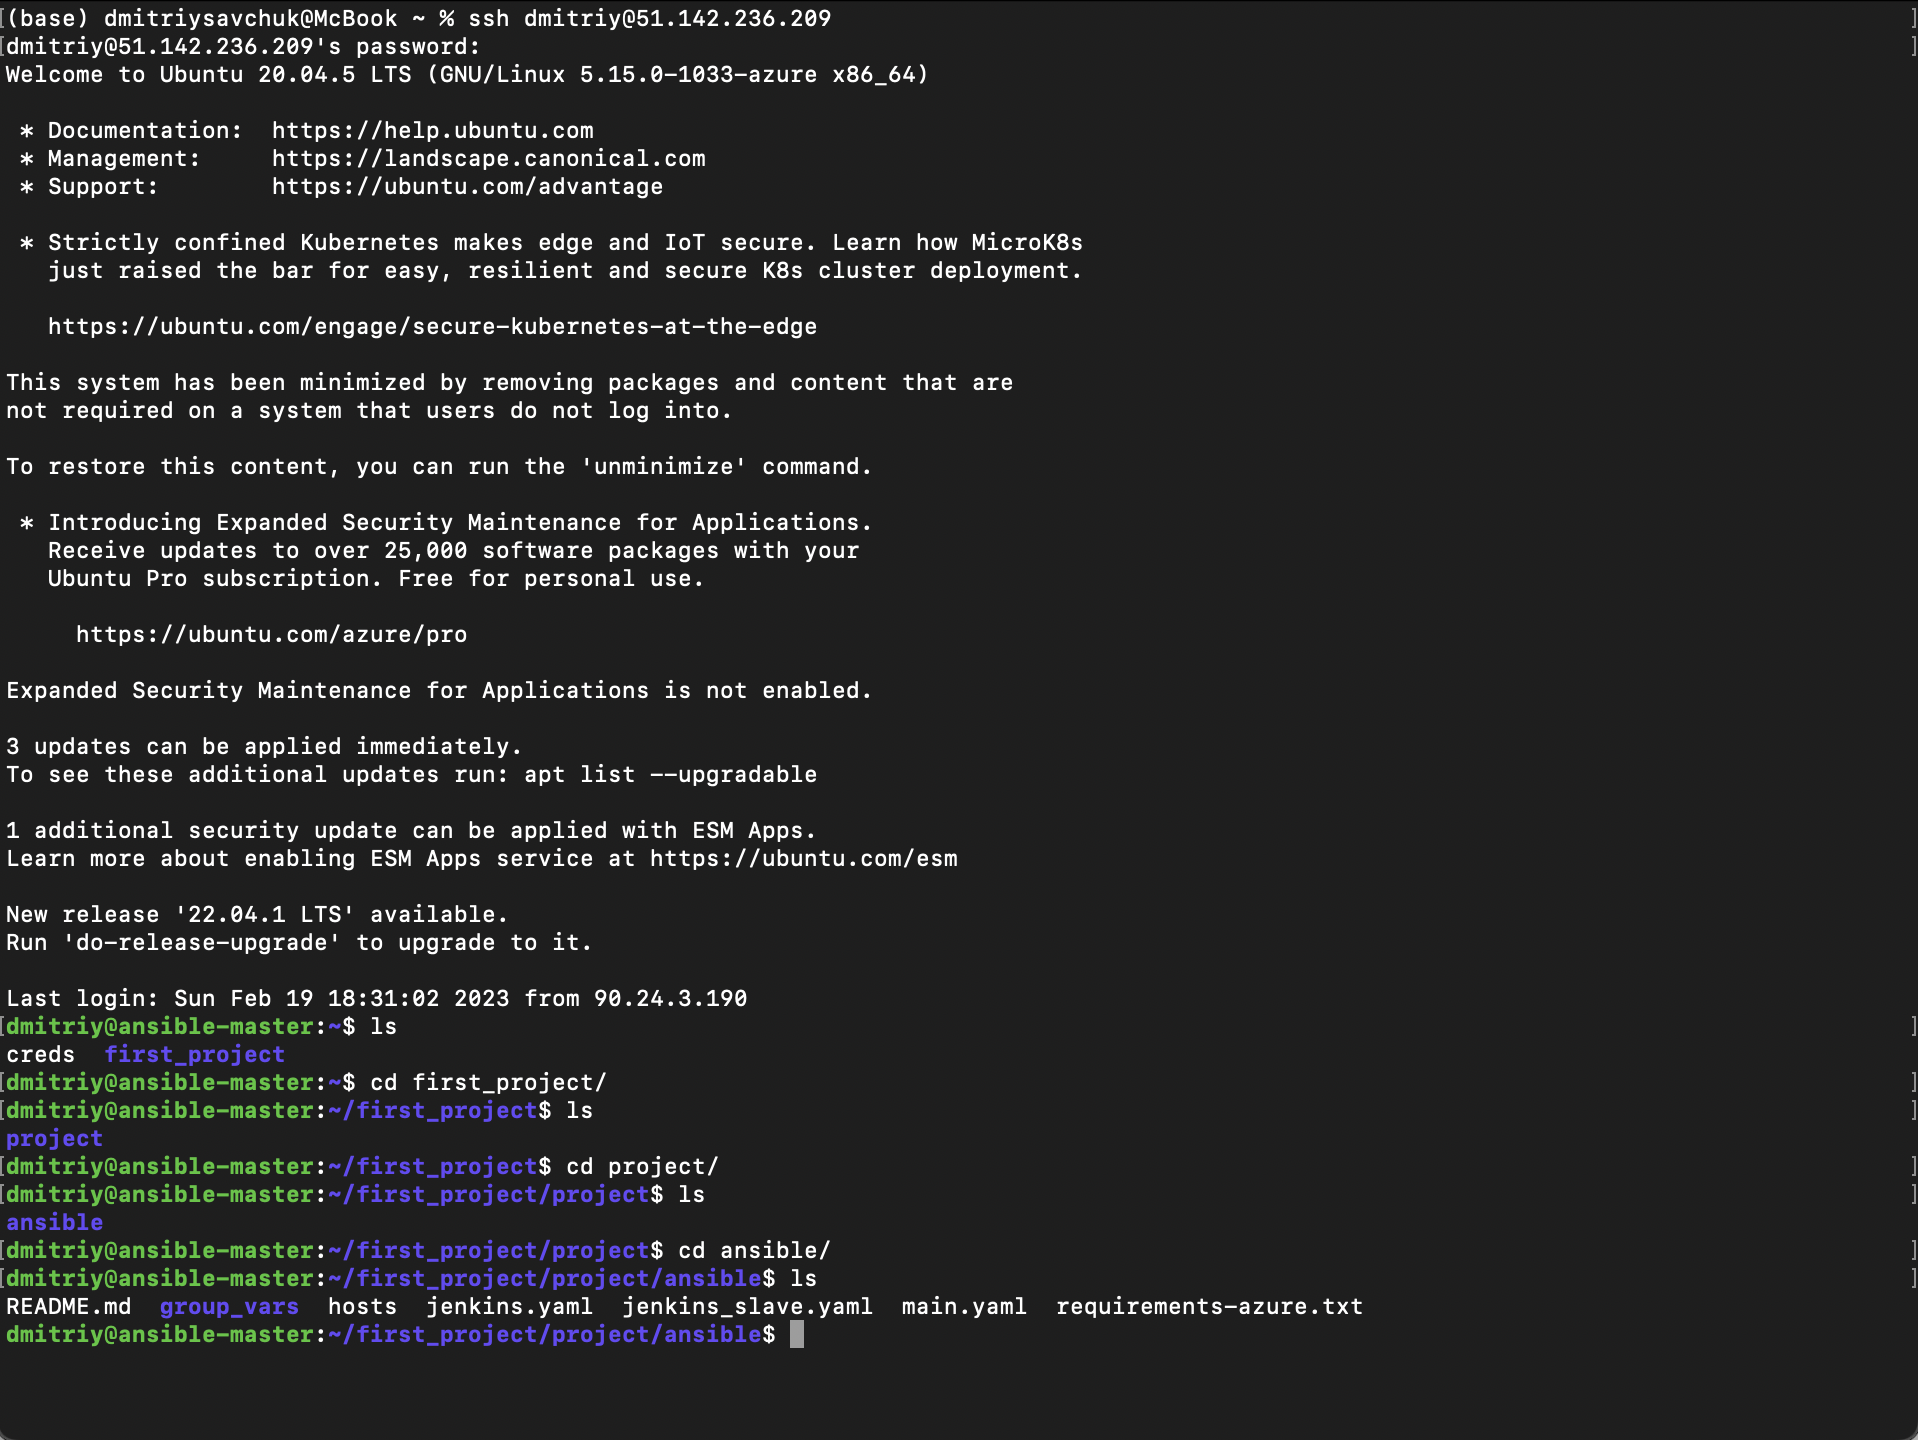 (base) dmitriysavchuk@McBook ~ % ssh dmitriy@51.142.236.209
dmitriy@51.142.236.209's password:
Welcome to Ubuntu 20.04.5 LTS (GNU/Linux 5.15.0-1033-azure x86_64)
* Documentation:  https://help.ubuntu.com
* Management:     https://landscape.canonical.com
* Support:        https://ubuntu.com/advantage
* Strictly confined Kubernetes makes edge and IoT secure. Learn how MicroK8s
just raised the bar for easy, resilient and secure K8s cluster deployment.
https://ubuntu.com/engage/secure-kubernetes-at-the-edge
This system has been minimized by removing packages and content that are
not required on a system that users do not log into.
To restore this content, you can run the 'unminimize' command.
* Introducing Expanded Security Maintenance for Applications.
Receive updates to over 25,000 software packages with your
Ubuntu Pro subscription. Free for personal use.
https://ubuntu.com/azure/pro
Expanded Security Maintenance for Applications is not enabled.
3 updates can be applied immediately.
To see these additional updates run: apt list --upgradable
1 additional security update can be applied with ESM Apps.
Learn more about enabling ESM Apps service at https://ubuntu.com/esm
New release '22.04.1 LTS' available.
Run 'do-release-upgrade' to upgrade to it.
Last login: Sun Feb 19 18:31:02 2023 from 90.24.3.190
dmitriy@ansible-master:~$ ls
creds  first_project
dmitriy@ansible-master:~$ cd first_project/
dmitriy@ansible-master:~/first_project$ ls
project
dmitriy@ansible-master:~/first_project$ cd project/
dmitriy@ansible-master:~/first_project/project$ ls
ansible
dmitriy@ansible-master:~/first_project/project$ cd ansible/
dmitriy@ansible-master:~/first_project/project/ansible$ ls
README.md  group_vars  hosts  jenkins.yaml  jenkins_slave.yaml  main.yaml  requirements-azure.txt
dmitriy@ansible-master:~/first_project/project/ansible$